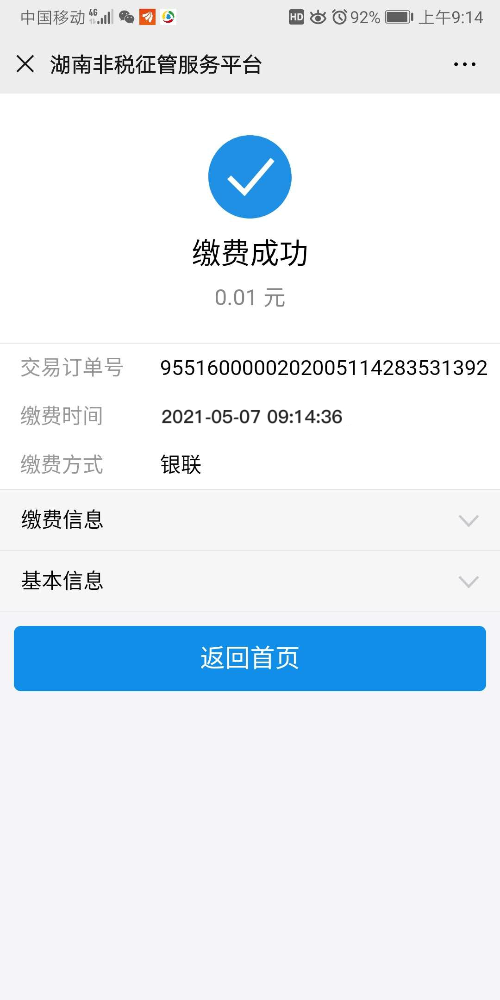 中国移动 4G HD 92% 上午9:14
湖南非税征管服务平台
缴费成功
0.01 元
交易订单号 9551600000202005114283531392
缴费时间 2021-05-07 09:14:36
缴费方式 银联
缴费信息
基本信息
返回首页